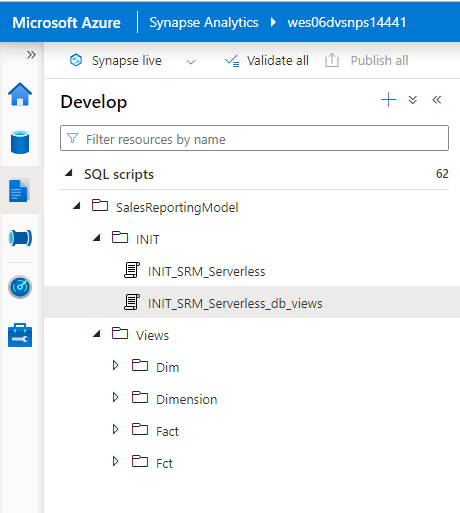 Microsoft Azure Synapse Analytics wes06dvsnps14441
Synapse live Validate all Publish all
Develop
Filter resources by name
SQL scripts 62
SalesReportingModel
INIT
INIT_SRM_Serverless
INIT_SRM_Serverless_db_views
Views
Dim
Dimension
Fact
Fct